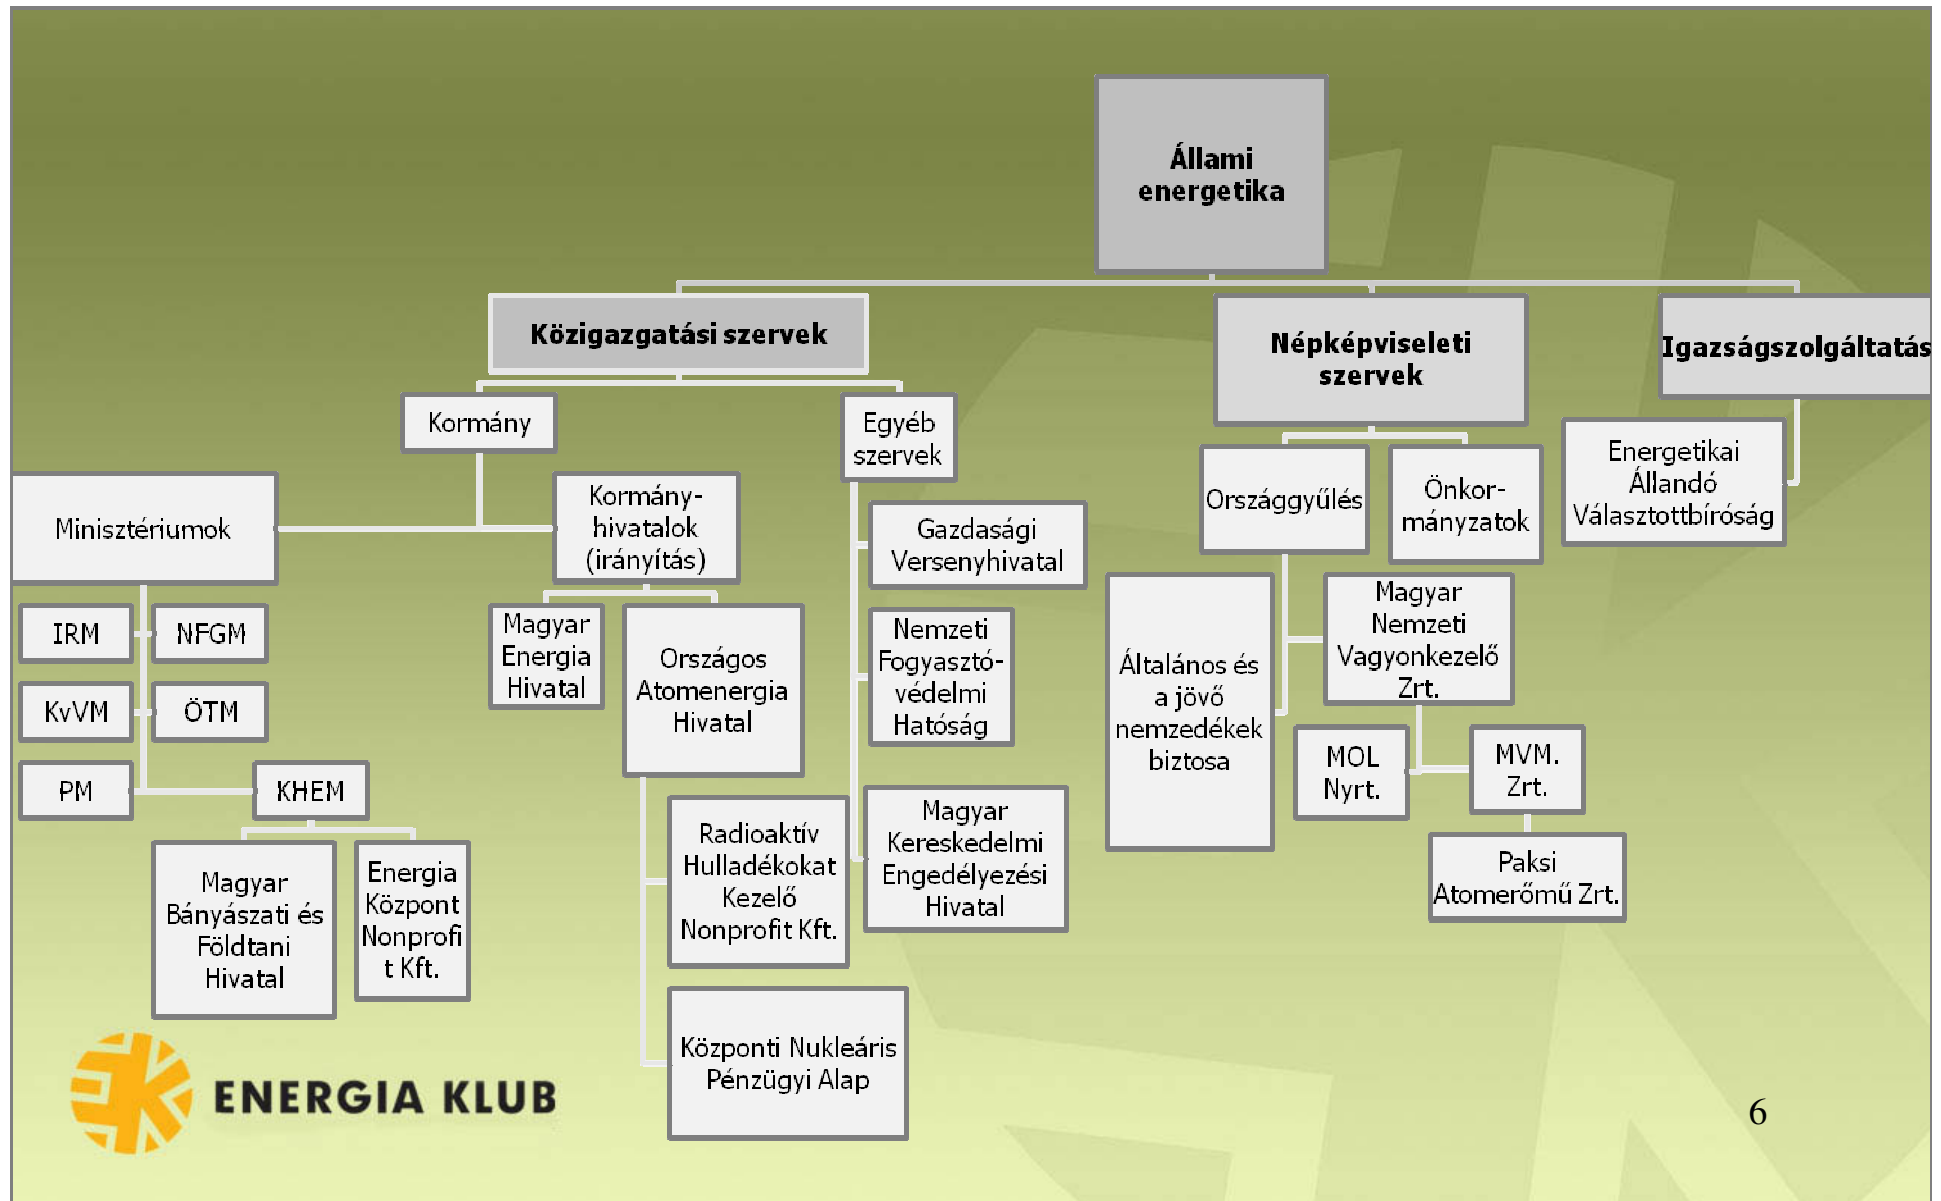 Állami
energetika
Közigazgatási szervek
Népképviseleti
szervek
Igazságszolgáltatás
Kormány
Egyéb
szervek
Országgyűlés
Önkor-
mányzatok
Energetikai
Állandó
Választottbíróság
Minisztériumok
Kormány-
hivatalok
(irányítás)
Gazdasági
Versenyhivatal
IRM
NFGM
KvVM
ÖTM
PM
KHEM
Magyar
Energia
Hivatal
Országos
Atomenergia
Hivatal
Nemzeti
Fogyasztó-
védelmi
Hatóság
Általános és
a jövő
nemzedékek
biztosa
Magyar
Nemzeti
Vagyonkezelő
Zrt.
MOL
Nyrt.
MVM.
Zrt.
Magyar
Bányászati és
Földtani
Hivatal
Energia
Központ
Nonprofi
t Kft.
Radioaktív
Hulladékokat
Kezelő
Nonprofit Kft.
Magyar
Kereskedelmi
Engedélyezési
Hivatal
Paksi
Atomerőmű Zrt.
Központi Nukleáris
Pénzügyi Alap
ENERGIA KLUB
6